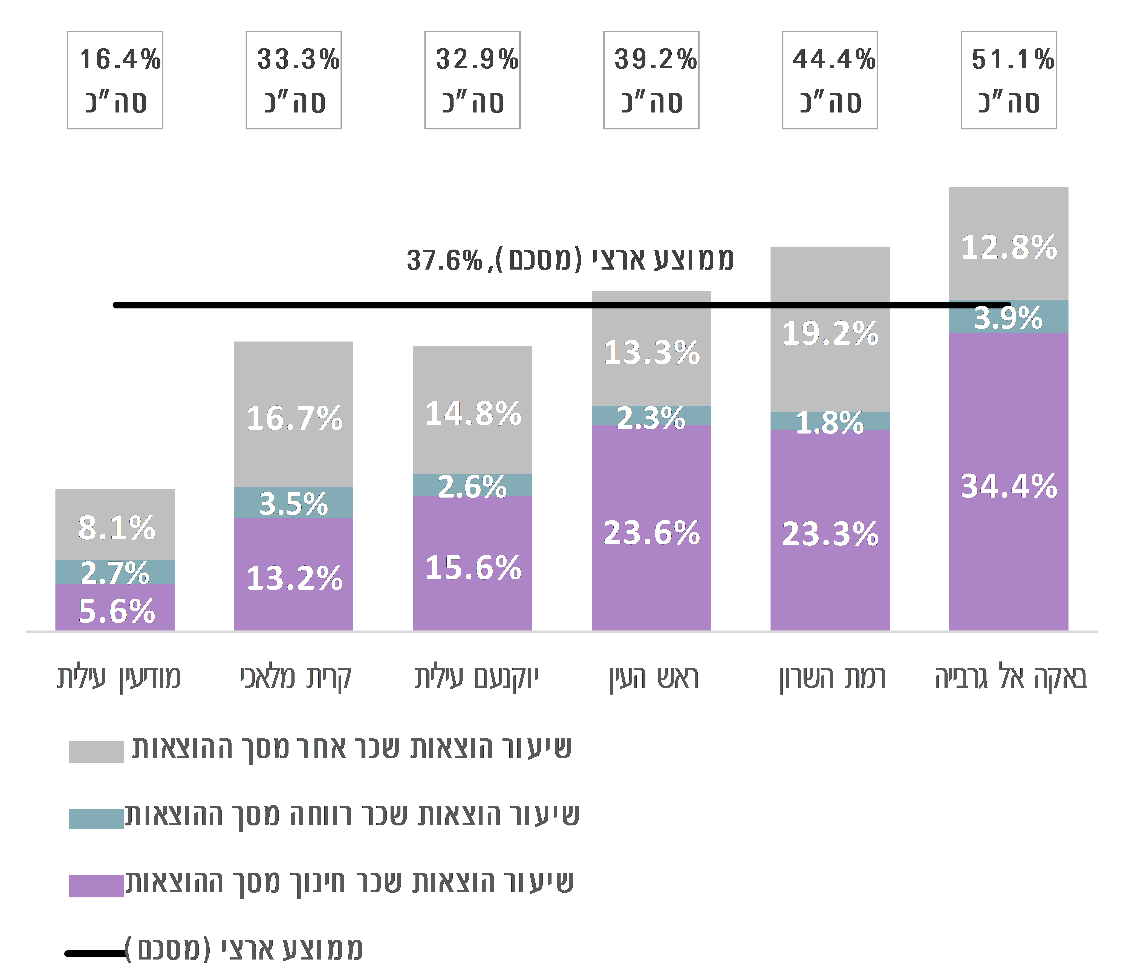 16.4%
סה"כ
33.3%
סה"כ
32.9%
סה"כ
39.2%
סה"כ
44.4%
סה"כ
51.1%
סה"כ
ממוצע ארצי (מסכם), 37.6%
8.1%
2.7%
5.6%
16.7%
3.5%
13.2%
14.8%
2.6%
15.6%
13.3%
2.3%
23.6%
19.2%
1.8%
23.3%
12.8%
3.9%
34.4%
מודיעין עילית
קרית מלאכי
יוקנעם עילית
ראש העין
רמת השרון
באקה אל גרבייה
שיעור הוצאות שכר אחר מסך ההוצאות
שיעור הוצאות שכר רווחה מסך ההוצאות
שיעור הוצאות שכר חינוך מסך ההוצאות
ממוצע ארצי (מסכם)